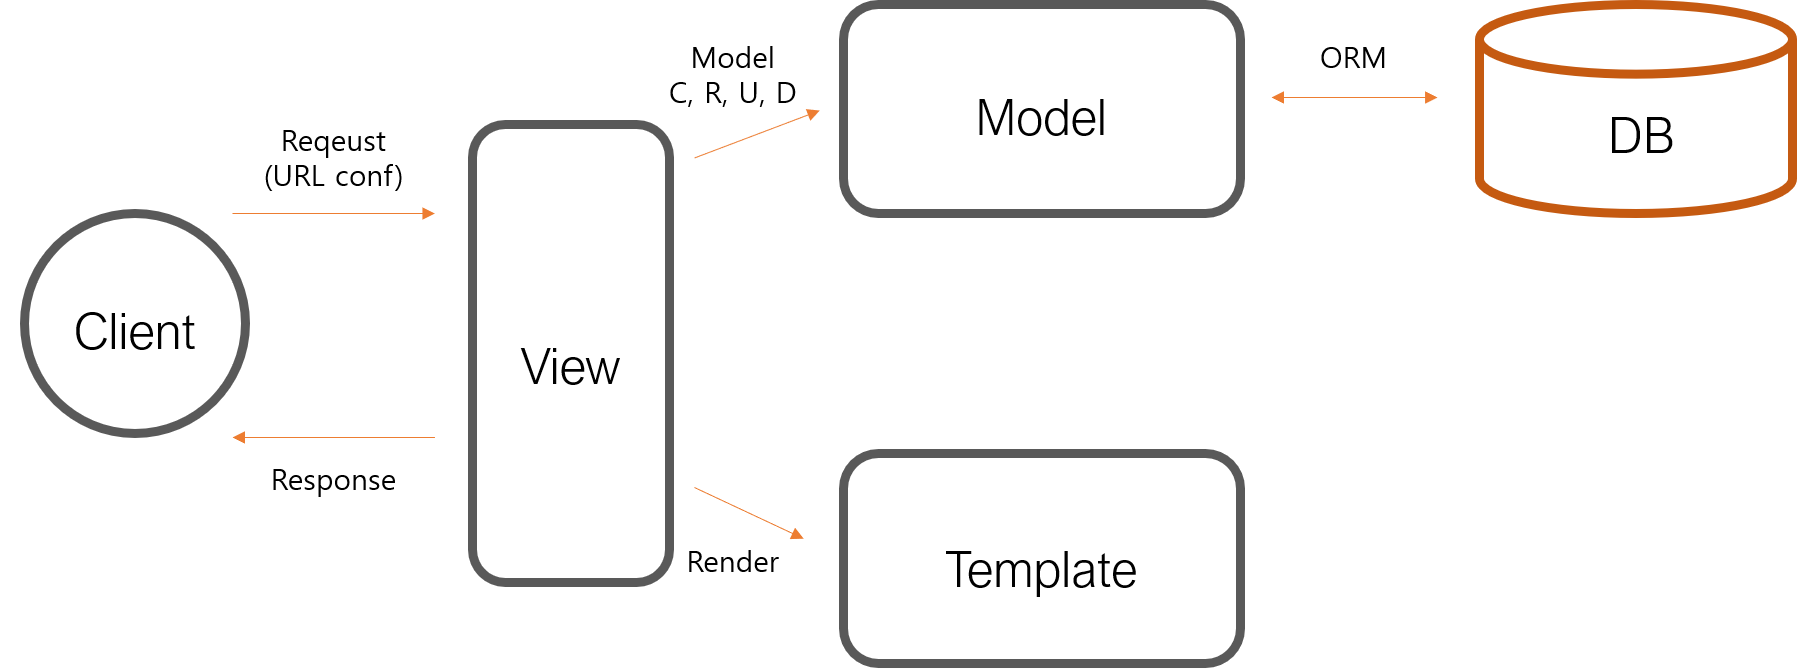 Reqeust
(URL conf)
Client
Response
View
Model
C, R, U, D
Model
ORM
DB
Render
Template